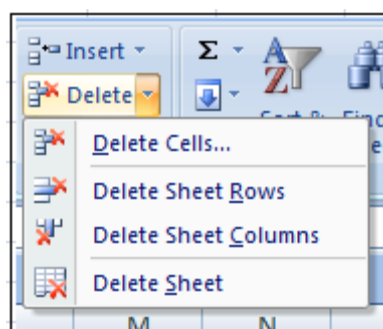 Insert
Σ
A
Z
Delete
Delete Cells...
Delete Sheet Rows
Delete Sheet Columns
Delete Sheet
M N